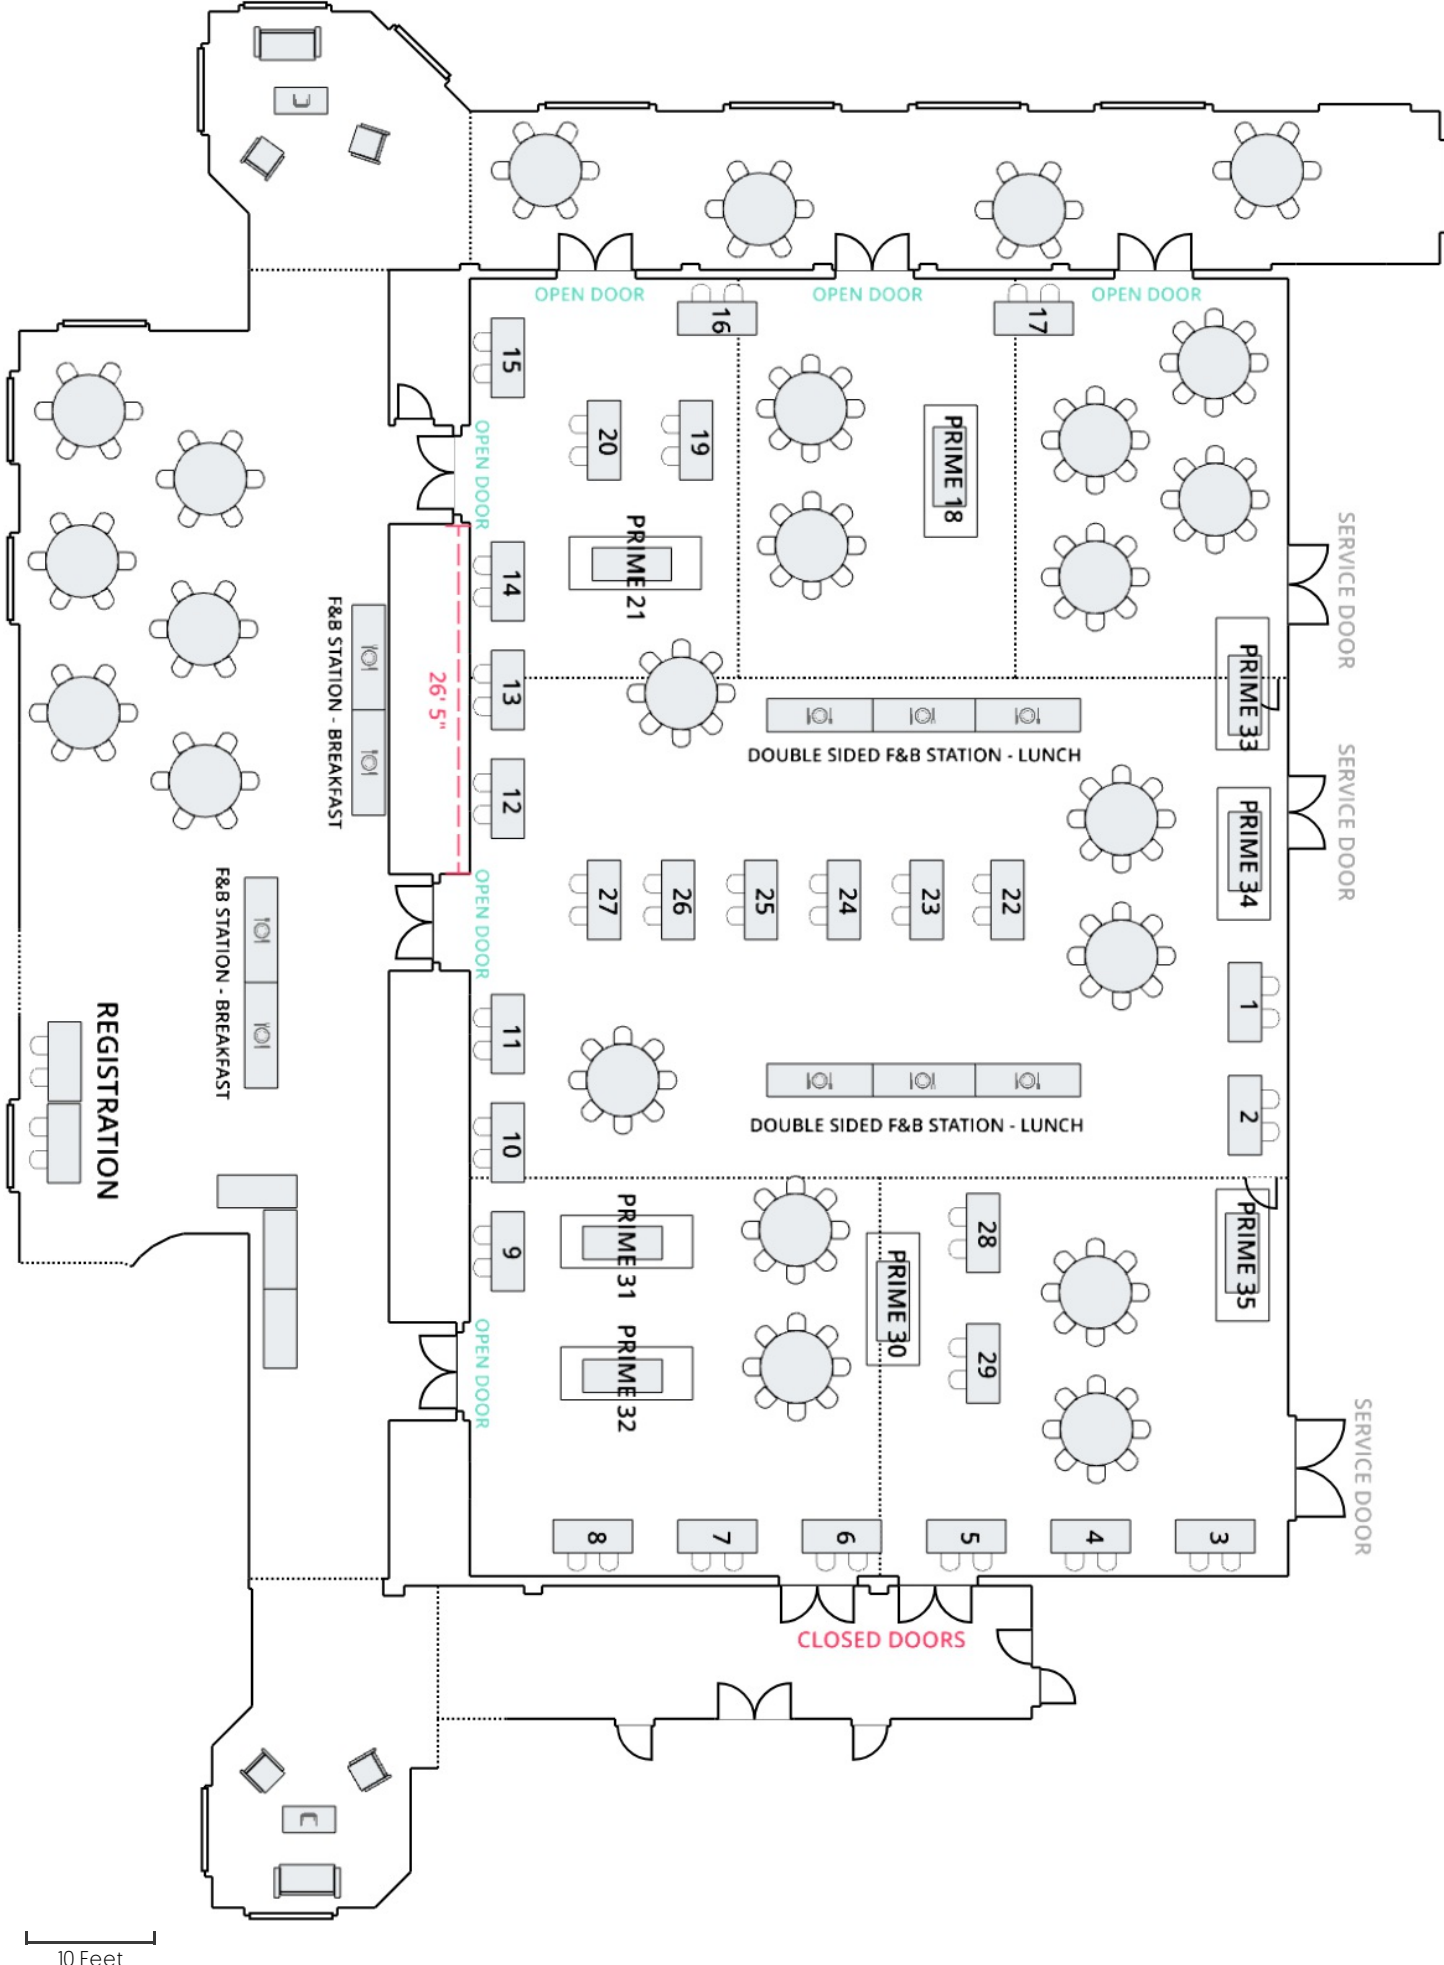 OPEN DOOR
OPEN DOOR
OPEN DOOR
16
17
15
20
19
PRIME 18
OPEN DOOR
PRIME 21
14
SERVICE DOOR
F&B STATION - BREAKFAST
26' 5"
13
PRIME 33
DOUBLE SIDED F&B STATION - LUNCH
12
PRIME 34
SERVICE DOOR
F&B STATION - BREAKFAST
OPEN DOOR
27
26
25
24
23
22
1
REGISTRATION
11
2
10
DOUBLE SIDED F&B STATION - LUNCH
9
PRIME 31
28
PRIME 35
PRIME 30
OPEN DOOR
PRIME 32
29
SERVICE DOOR
8
7
6
5
4
3
CLOSED DOORS
10 Feet